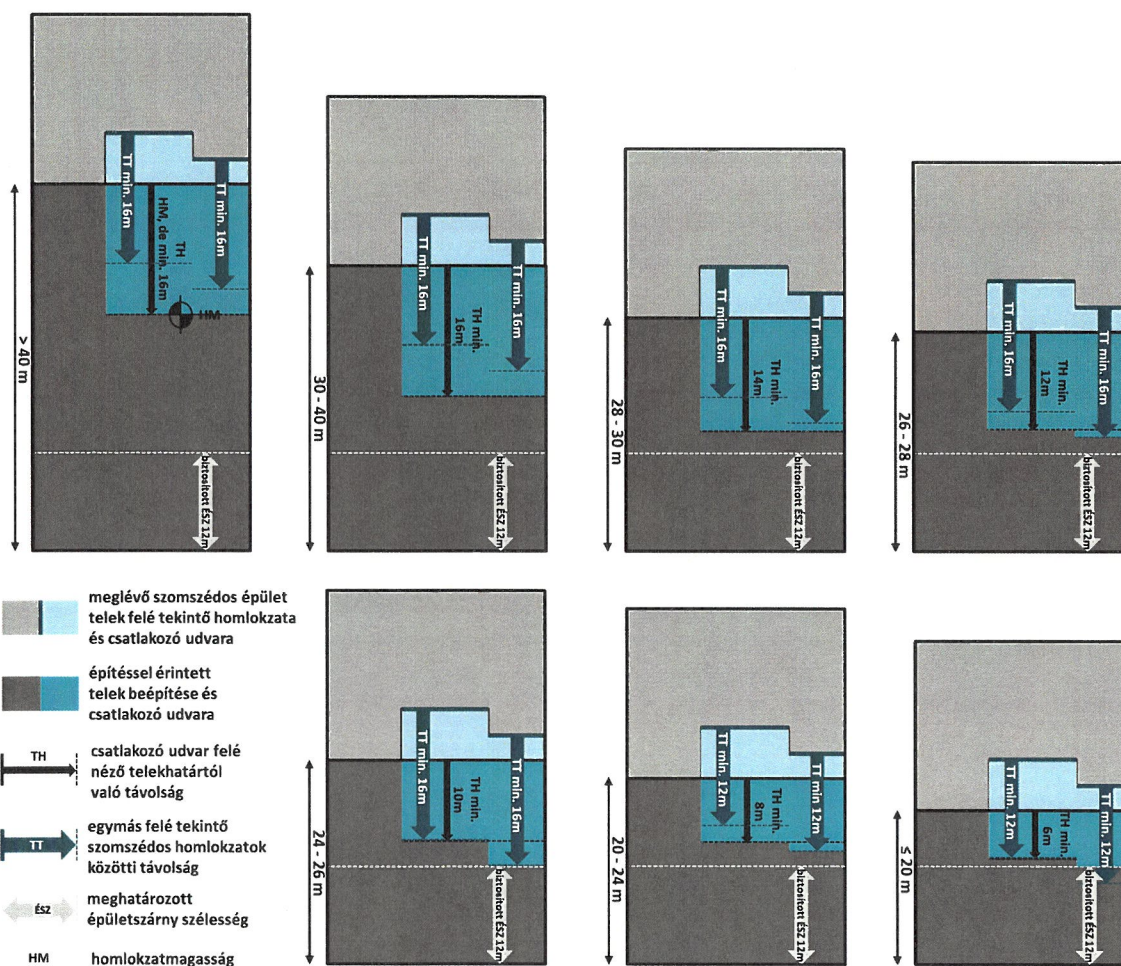 TT min. 16m
TT min. 16m
TH
HM, de min. 16m
HM
> 40 m
biztosított ÉSZ 12m
TT min. 16m
TT min. 16m
TH min.
16m
30 - 40 m
biztosított ÉSZ 12m
TT min. 16m
TT min. 16m
TH min.
14m
28 - 30 m
biztosított ÉSZ 12m
TT min. 16m
TT min. 16m
TH min.
12m
26 - 28 m
biztosított ÉSZ 12m
meglévő szomszédos épület
telek felé tekintő homlokzata
és csatlakozó udvara
építéssel érintett
telek beépítése és
csatlakozó udvara
TH
csatlakozó udvar felé
néző telekhatártól
való távolság
TT
egymás felé tekintő
szomszédos homlokzatok
közötti távolság
ÉSZ
meghatározott
épületszárny szélesség
HM
homlokzatmagasság
TT min. 16m
TT min. 16m
TH min.
10m
24 - 26 m
biztosított ÉSZ 12m
TT min. 12m
TT min. 12m
TH min.
8m
20 - 24 m
biztosított ÉSZ 12m
TT min. 12m
TT min. 12m
TH min.
6m
≤ 20 m
biztosított ÉSZ 12m